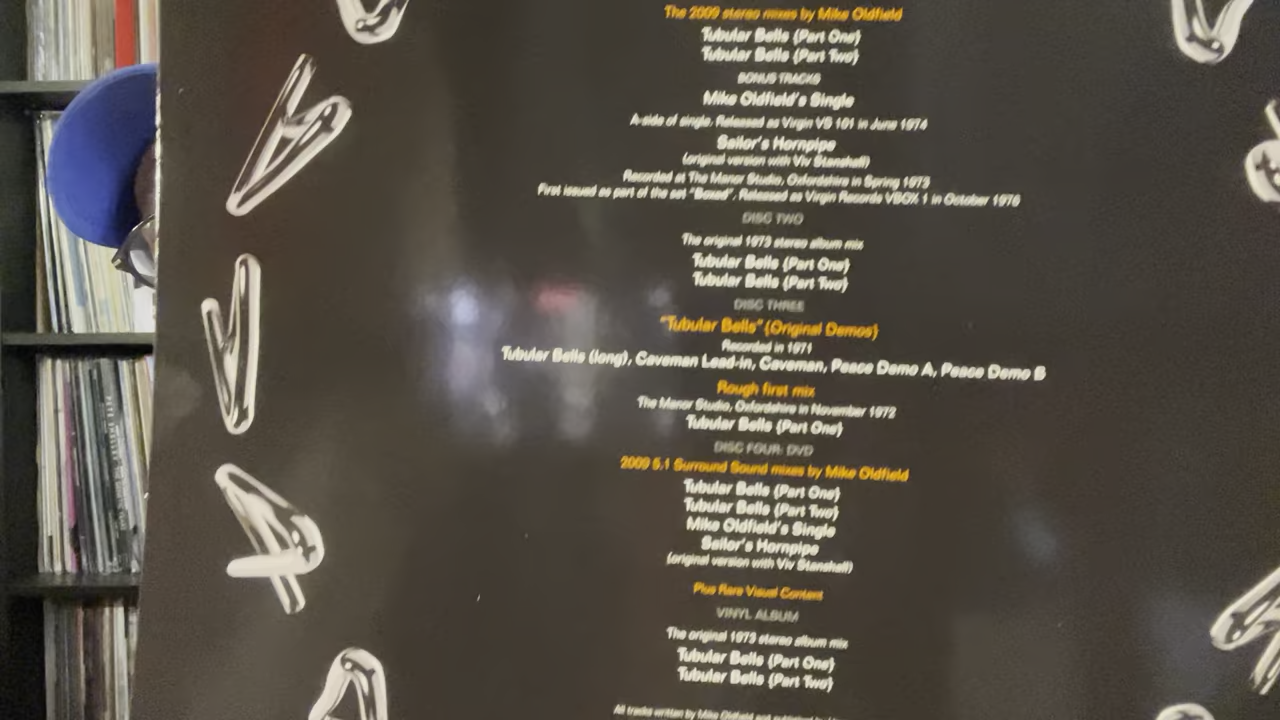 The 2009 stereo mixes by Mike Oldfield
Tubular Bells (Part One)
Tubular Bells (Part Two)
BONUS TRACKS
Mike Oldfield's Single
A-side of single. Released as Virgin VS 101 in June 1974
Sailor's Hornpipe
(original version with Viv Stanshall)
Recorded at The Manor Studio, Oxfordshire in Spring 1973
First issued as part of the set "Boxed". Released as Virgin Records VBOX 1 in October 1976
DISC TWO
The original 1973 stereo album mix
Tubular Bells (Part One)
Tubular Bells (Part Two)
DISC THREE
"Tubular Bells" (Original Demos)
Recorded in 1971
Tubular Bells (long), Caveman Lead-in, Caveman, Peace Demo A, Peace Demo B
Rough first mix
The Manor Studio, Oxfordshire in November 1972
Tubular Bells (Part One)
DISC FOUR: DVD
2009 5.1 Surround Sound mixes by Mike Oldfield
Tubular Bells (Part One)
Tubular Bells (Part Two)
Mike Oldfield's Single
Sailor's Hornpipe
(original version with Viv Stanshall)
Plus Rare Visual Content
VINYL ALBUM
The original 1973 stereo album mix
Tubular Bells (Part One)
Tubular Bells (Part Two)
All tracks written by Mike Oldfield and published by